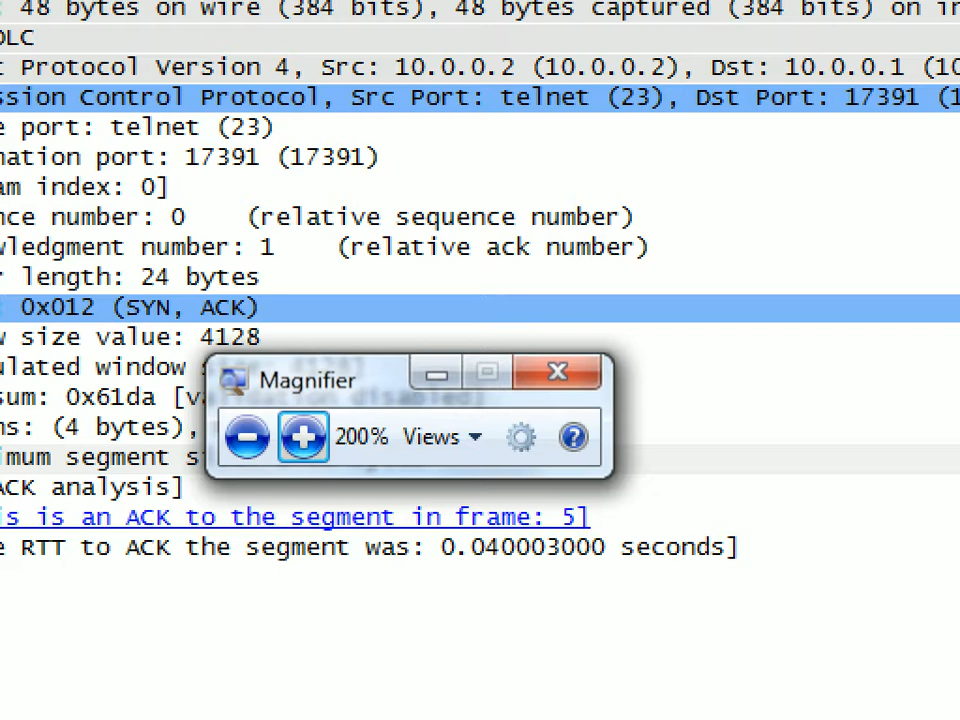 : 48 bytes on wire (384 bits), 48 bytes captured (384 bits) on in
DLC
t Protocol Version 4, Src: 10.0.0.2 (10.0.0.2), Dst: 10.0.0.1 (10
ssion Control Protocol, Src Port: telnet (23), Dst Port: 17391 (1
e port: telnet (23)
nation port: 17391 (17391)
am index: 0]
nce number: 0 (relative sequence number)
wledgment number: 1 (relative ack number)
r length: 24 bytes
: 0x012 (SYN, ACK)
w size value: 4128
ulated window
Magnifier
sum: 0x61da [validation disabled]
ns: (4 bytes),
200% Views
imum segment
ACK analysis]
is is an ACK to the segment in frame: 5]
e RTT to ACK the segment was: 0.040003000 seconds]